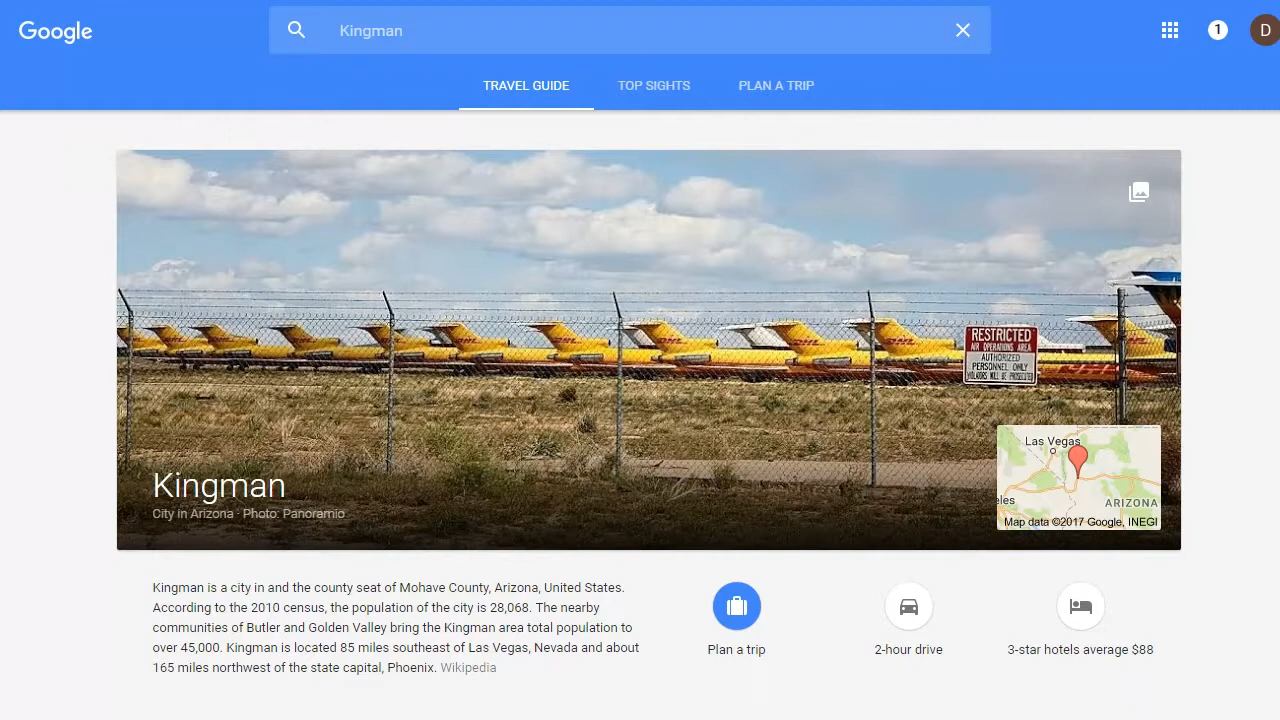 Google
Kingman
1
D
TRAVEL GUIDE
TOP SIGHTS
PLAN A TRIP
RESTRICTED
AIR OPERATIONS AREA
AUTHORIZED
PERSONNEL ONLY
VIOLATORS WILL BE PROSECUTED
Las Vegas
eles
ARIZONA
Map data ©2017 Google, INEGI
Kingman
City in Arizona · Photo: Panoramio
Kingman is a city in and the county seat of Mohave County, Arizona, United States.
According to the 2010 census, the population of the city is 28,068. The nearby
communities of Butler and Golden Valley bring the Kingman area total population to
over 45,000. Kingman is located 85 miles southeast of Las Vegas, Nevada and about
165 miles northwest of the state capital, Phoenix. Wikipedia
Plan a trip
2-hour drive
3-star hotels average $88